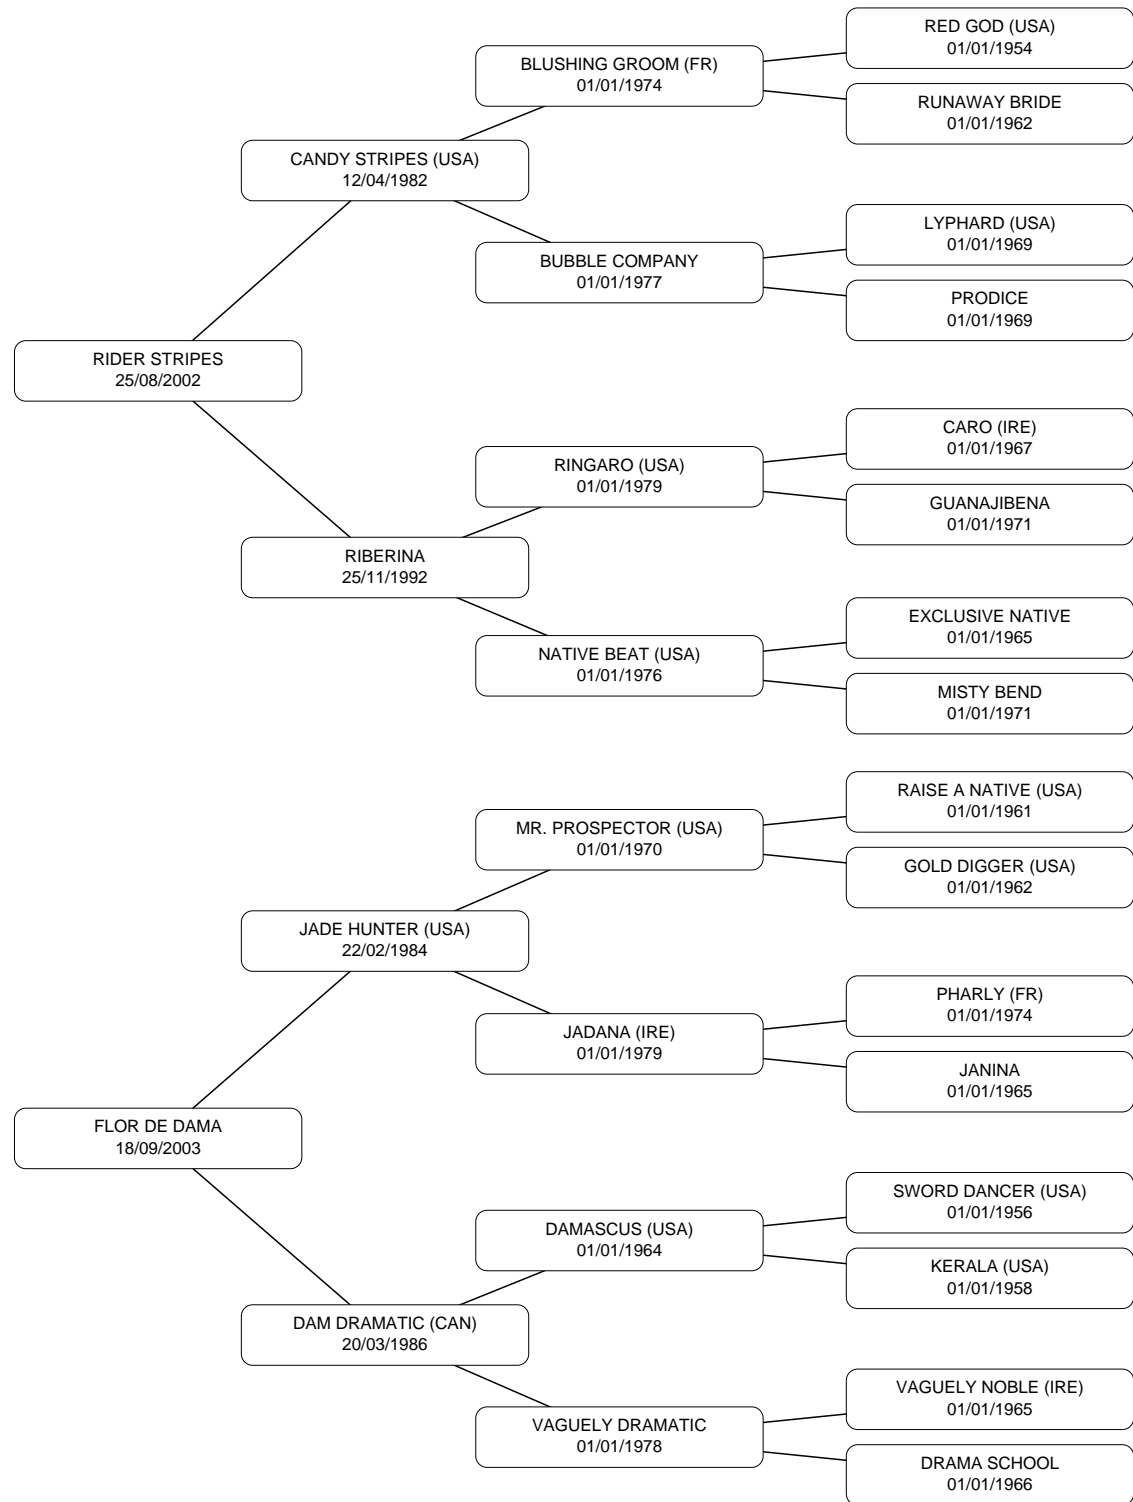 RED GOD (USA)
01/01/1954
BLUSHING GROOM (FR)
01/01/1974
RUNAWAY BRIDE
01/01/1962
CANDY STRIPES (USA)
12/04/1982
LYPHARD (USA)
01/01/1969
BUBBLE COMPANY
01/01/1977
PRODICE
01/01/1969
RIDER STRIPES
25/08/2002
CARO (IRE)
01/01/1967
RINGARO (USA)
01/01/1979
GUANAJIBENA
01/01/1971
RIBERINA
25/11/1992
EXCLUSIVE NATIVE
01/01/1965
NATIVE BEAT (USA)
01/01/1976
MISTY BEND
01/01/1971
RAISE A NATIVE (USA)
01/01/1961
MR. PROSPECTOR (USA)
01/01/1970
GOLD DIGGER (USA)
01/01/1962
JADE HUNTER (USA)
22/02/1984
PHARLY (FR)
01/01/1974
JADANA (IRE)
01/01/1979
JANINA
01/01/1965
FLOR DE DAMA
18/09/2003
SWORD DANCER (USA)
01/01/1956
DAMASCUS (USA)
01/01/1964
KERALA (USA)
01/01/1958
DAM DRAMATIC (CAN)
20/03/1986
VAGUELY NOBLE (IRE)
01/01/1965
VAGUELY DRAMATIC
01/01/1978
DRAMA SCHOOL
01/01/1966